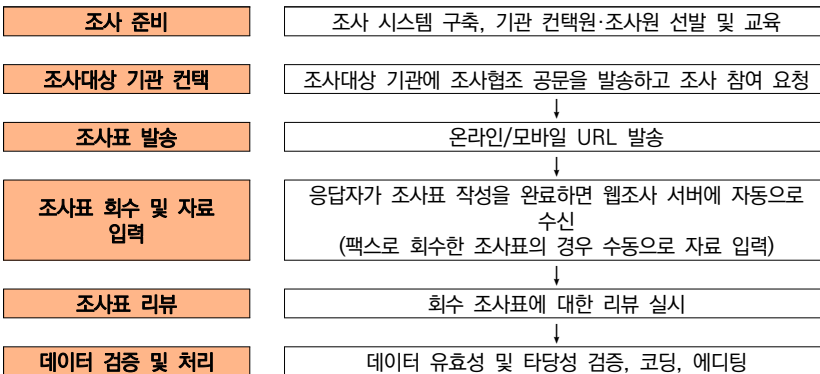 조사 준비
조사 시스템 구축, 기관 컨택원·조사원 선발 및 교육
조사대상 기관 컨택
조사대상 기관에 조사협조 공문을 발송하고 조사 참여 요청
↓
조사표 발송
온라인/모바일 URL 발송
↓
조사표 회수 및 자료
입력
응답자가 조사표 작성을 완료하면 웹조사 서버에 자동으로
수신
(팩스로 회수한 조사표의 경우 수동으로 자료 입력)
↓
조사표 리뷰
회수 조사표에 대한 리뷰 실시
↓
데이터 검증 및 처리
데이터 유효성 및 타당성 검증, 코딩, 에디팅